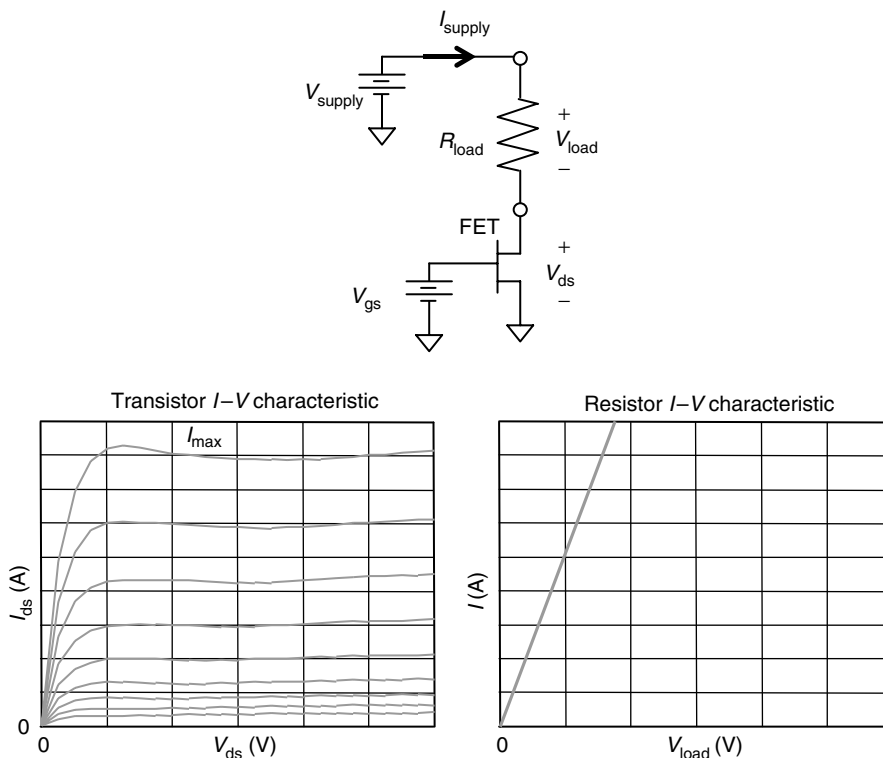 I_supply
V_supply
R_load
+
V_load
−
FET
+
V_ds
−
V_gs
Transistor I–V characteristic
I_max
I_ds (A)
0
0
V_ds (V)
Resistor I–V characteristic
I (A)
0
V_load (V)